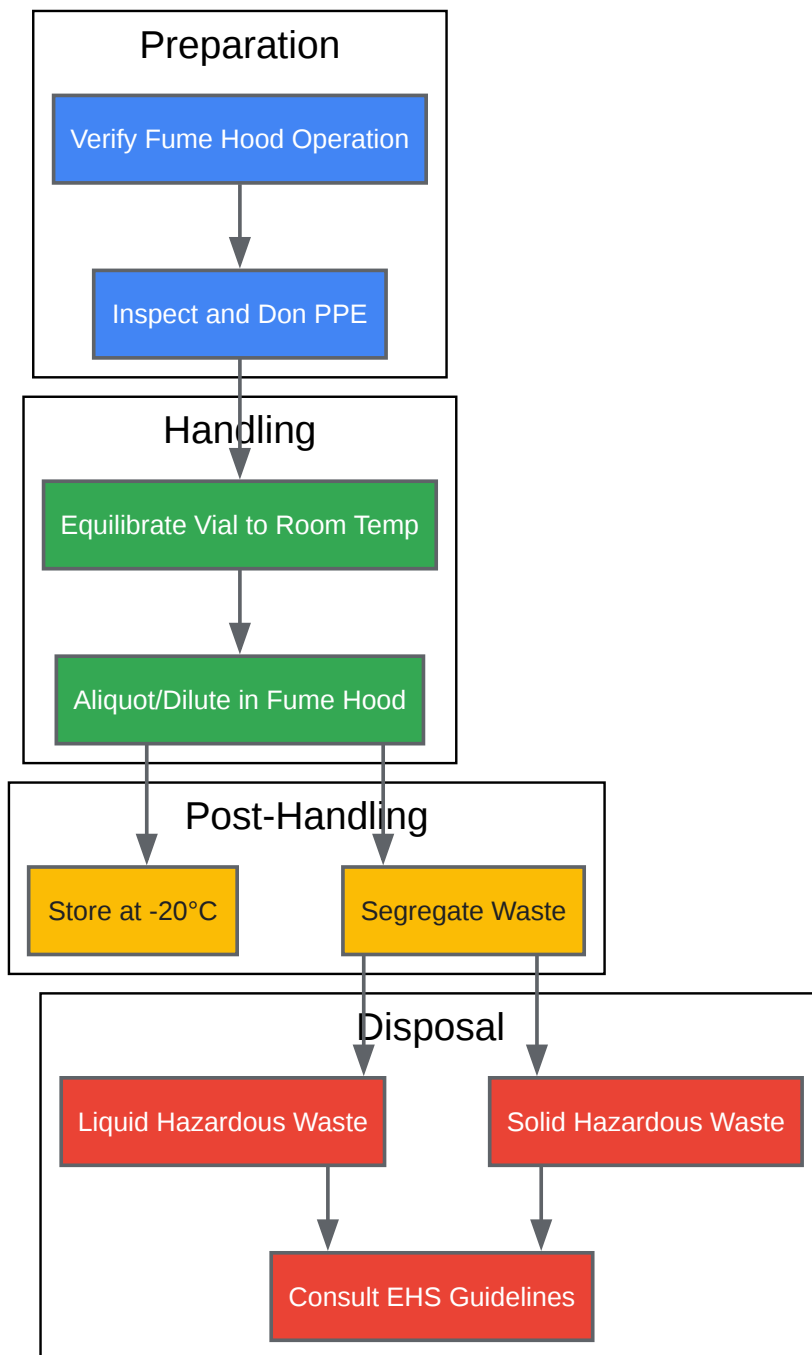 Preparation
Verify Fume Hood Operation
Inspect and Don PPE
Handling
Equilibrate Vial to Room Temp
Aliquot/Dilute in Fume Hood
Post-Handling
Store at -20°C
Segregate Waste
Disposal
Liquid Hazardous Waste
Solid Hazardous Waste
Consult EHS Guidelines